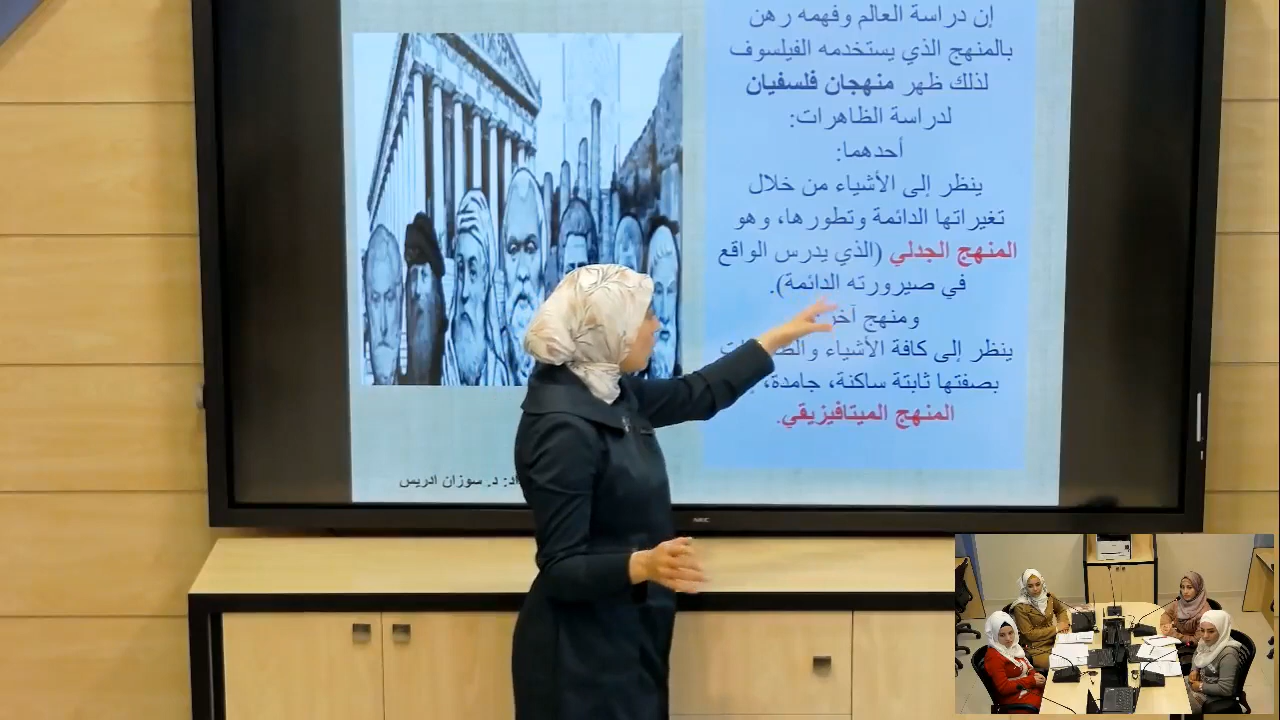 إن دراسة العالم وفهمه رهن
بالمنهج الذي يستخدمه الفيلسوف
لذلك ظهر منهجان فلسفيان
لدراسة الظاهرات:
أحدهما:
ينظر إلى الأشياء من خلال
تغيراتها الدائمة وتطورها، وهو
المنهج الجدلي (الذي يدرس الواقع
في صيرورته الدائمة).
ومنهج آخر
ينظر إلى كافة الأشياء
بصفتها ثابتة ساكنة، جامدة،
المنهج الميتافيزيقي.
د. سوزان ادريس
NEC